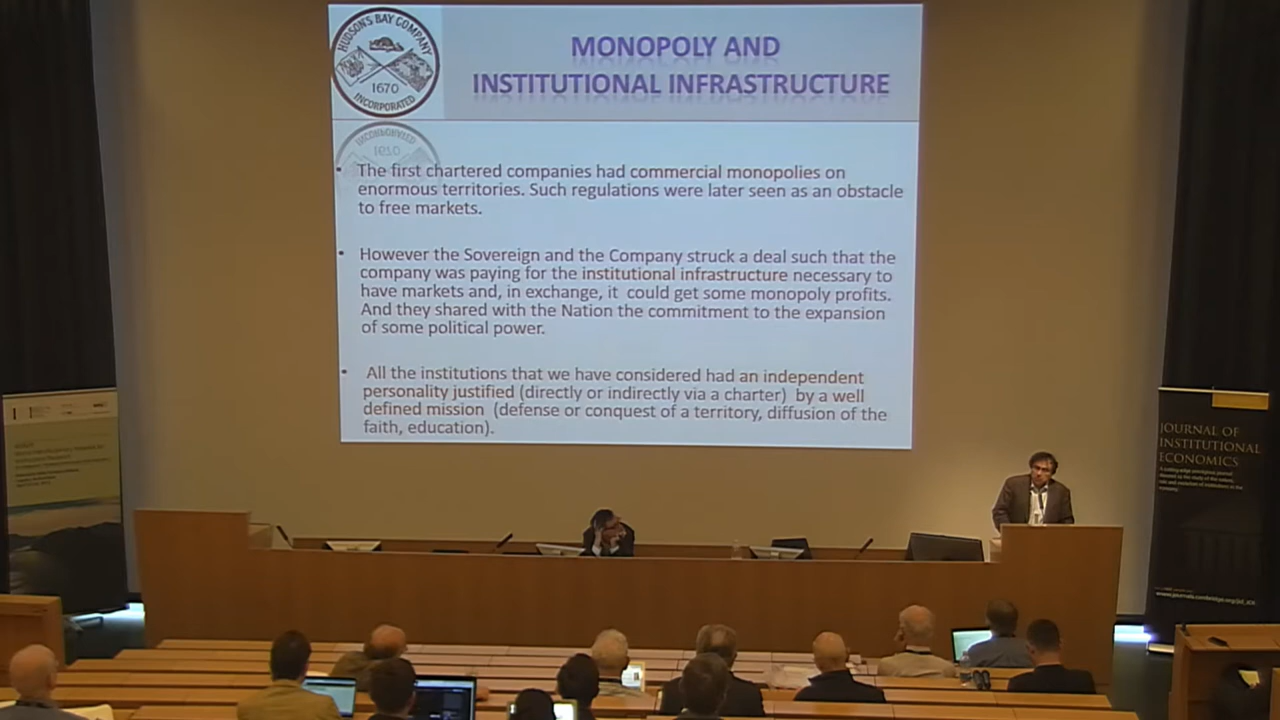 HUDSON'S BAY COMPANY
1670
INCORPORATED
MONOPOLY AND
INSTITUTIONAL INFRASTRUCTURE
• The first chartered companies had commercial monopolies on
enormous territories. Such regulations were later seen as an obstacle
to free markets.
• However the Sovereign and the Company struck a deal such that the
company was paying for the institutional infrastructure necessary to
have markets and, in exchange, it could get some monopoly profits.
And they shared with the Nation the commitment to the expansion
of some political power.
• All the institutions that we have considered had an independent
personality justified (directly or indirectly via a charter) by a well
defined mission (defense or conquest of a territory, diffusion of the
faith, education).
JOURNAL OF
INSTITUTIONAL
ECONOMICS